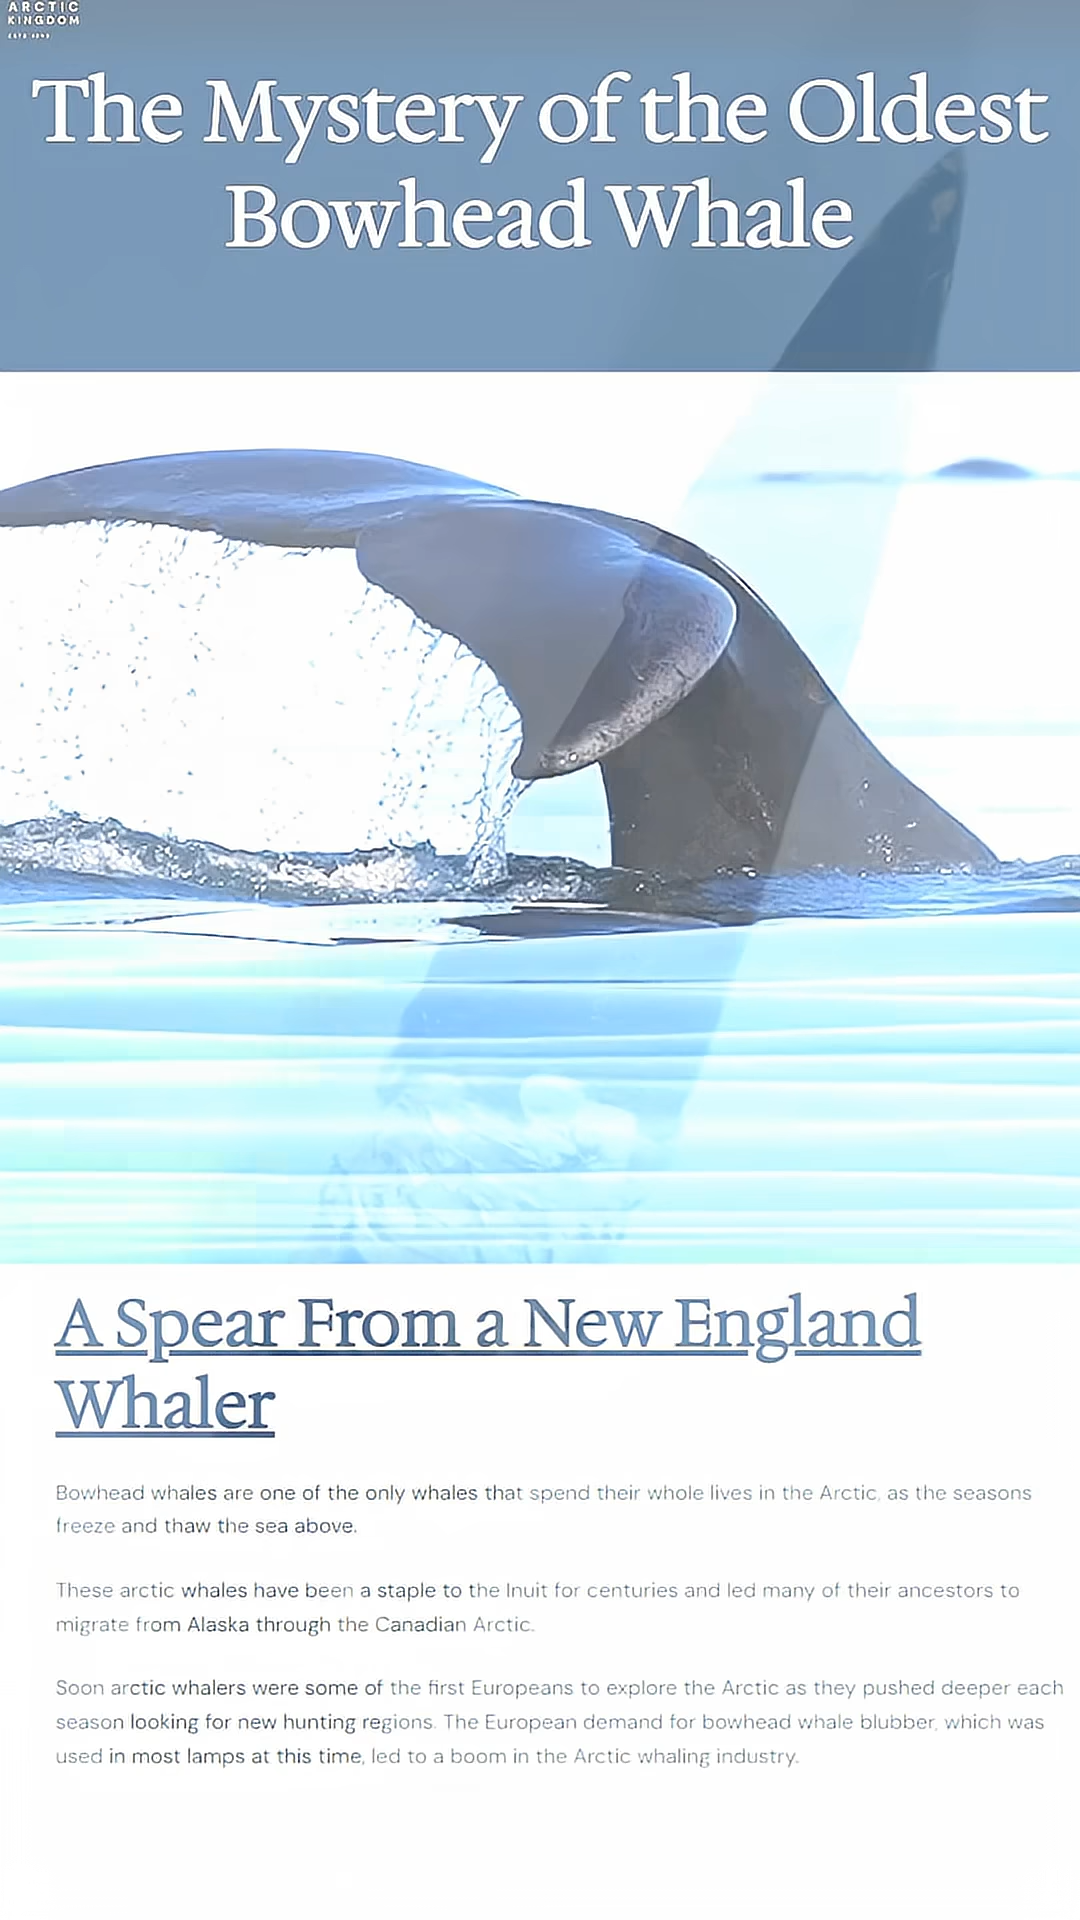 ARCTIC
KINGDOM
The Mystery of the Oldest
Bowhead Whale
A Spear From a New England
Whaler
Bowhead whales are one of the only whales that spend their whole lives in the Arctic, as the seasons
freeze and thaw the sea above.
These arctic whales have been a staple to the Inuit for centuries and led many of their ancestors to
migrate from Alaska through the Canadian Arctic.
Soon arctic whalers were some of the first Europeans to explore the Arctic as they pushed deeper each
season looking for new hunting regions. The European demand for bowhead whale blubber, which was
used in most lamps at this time, led to a boom in the Arctic whaling industry.